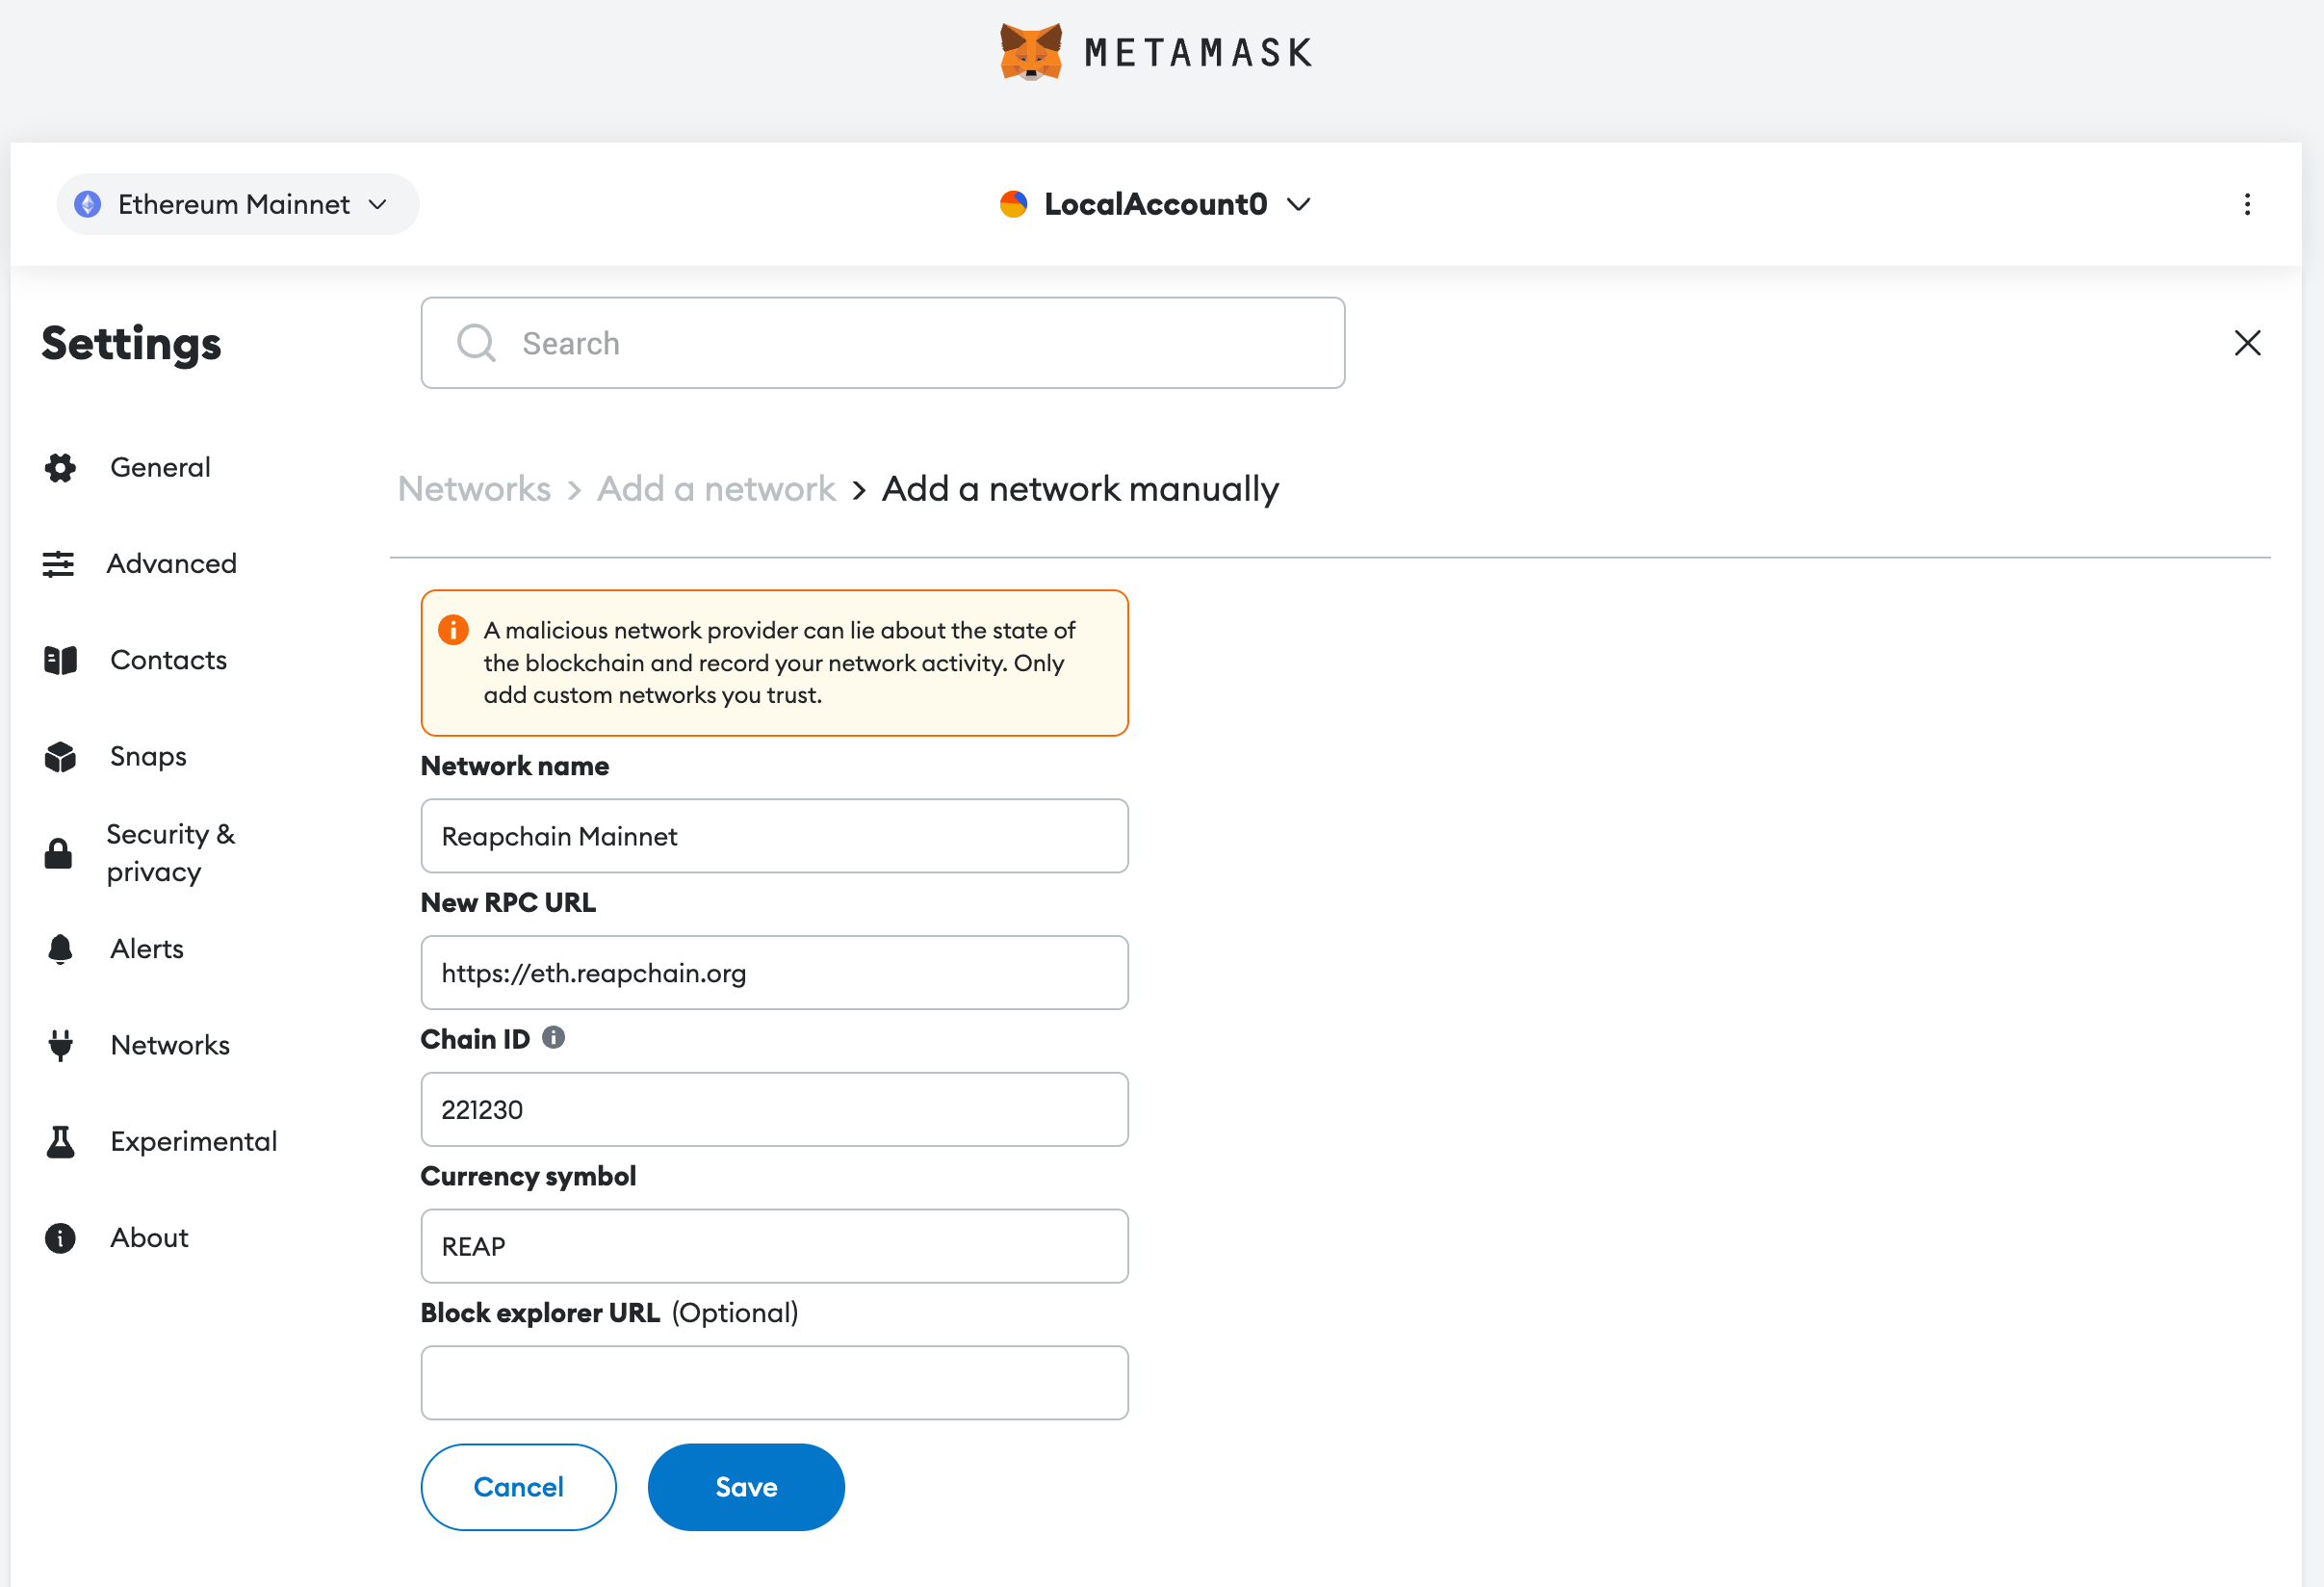 METAMASK
Ethereum Mainnet
LocalAccount0
Settings
Search
General
Advanced
Contacts
Snaps
Security &
privacy
Alerts
Networks
Experimental
About
Networks > Add a network > Add a network manually
A malicious network provider can lie about the state of
the blockchain and record your network activity. Only
add custom networks you trust.
Network name
Reapchain Mainnet
New RPC URL
https://eth.reapchain.org
Chain ID
221230
Currency symbol
REAP
Block explorer URL (Optional)
Cancel
Save